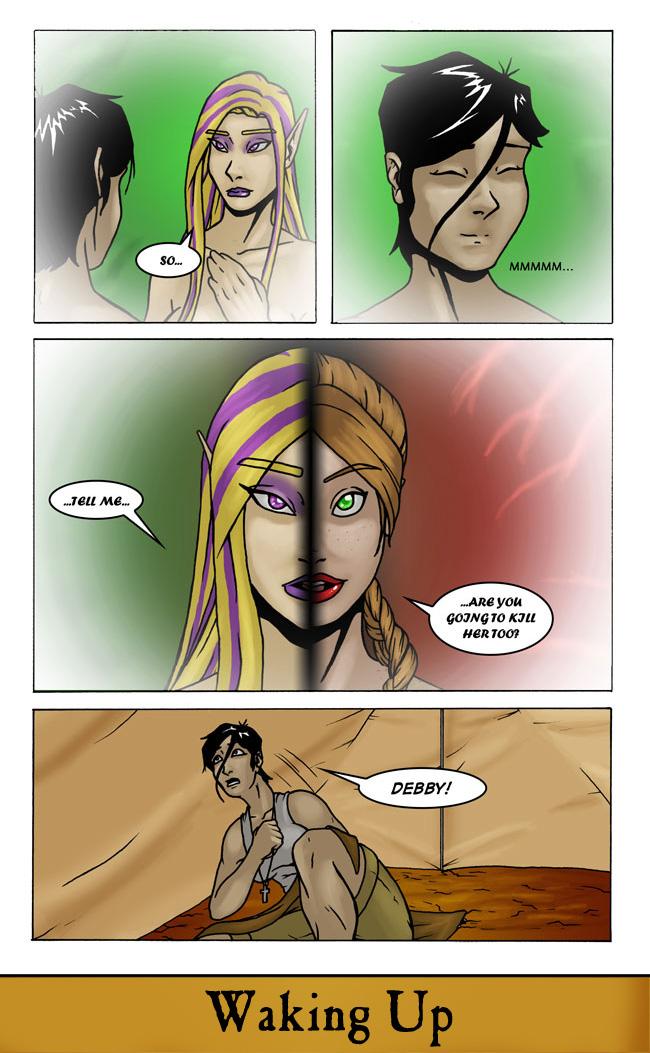 SO...
MMMMM...
...TELL ME...
...ARE YOU
GOING TO KILL
HER TOO?
DEBBY!
Waking Up